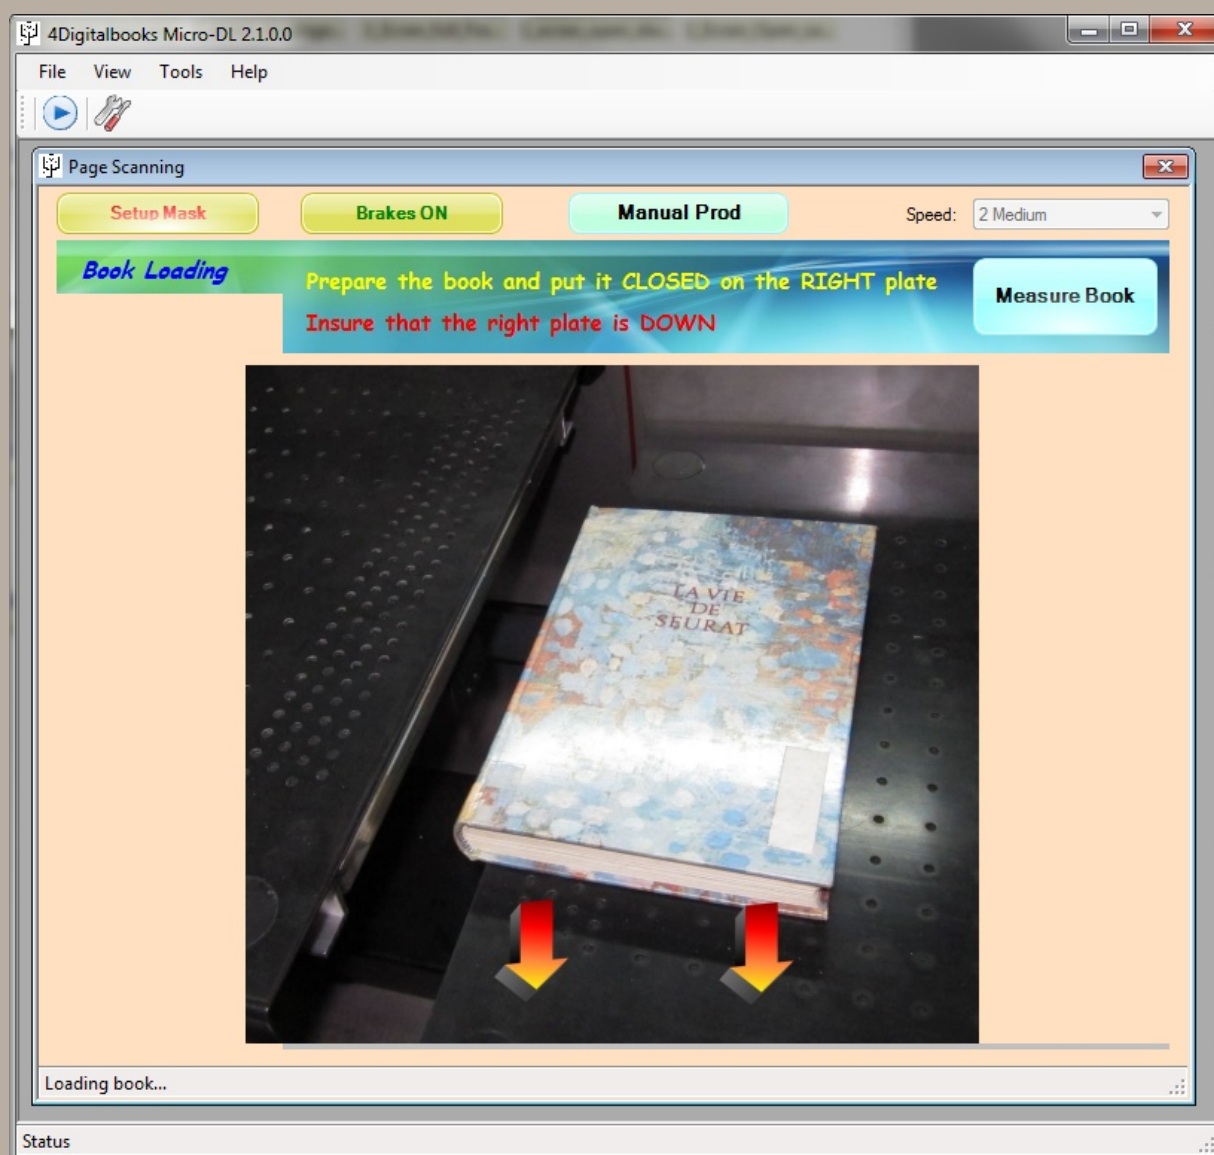 4Digitalbooks Micro-DL 2.1.0.0
File View Tools Help
Page Scanning
Setup Mask Brakes ON Manual Prod Speed: 2 Medium
Book Loading
Prepare the book and put it CLOSED on the RIGHT plate
Insure that the right plate is DOWN
Measure Book
LA VIE
DE
SEURAT
Loading book...
Status